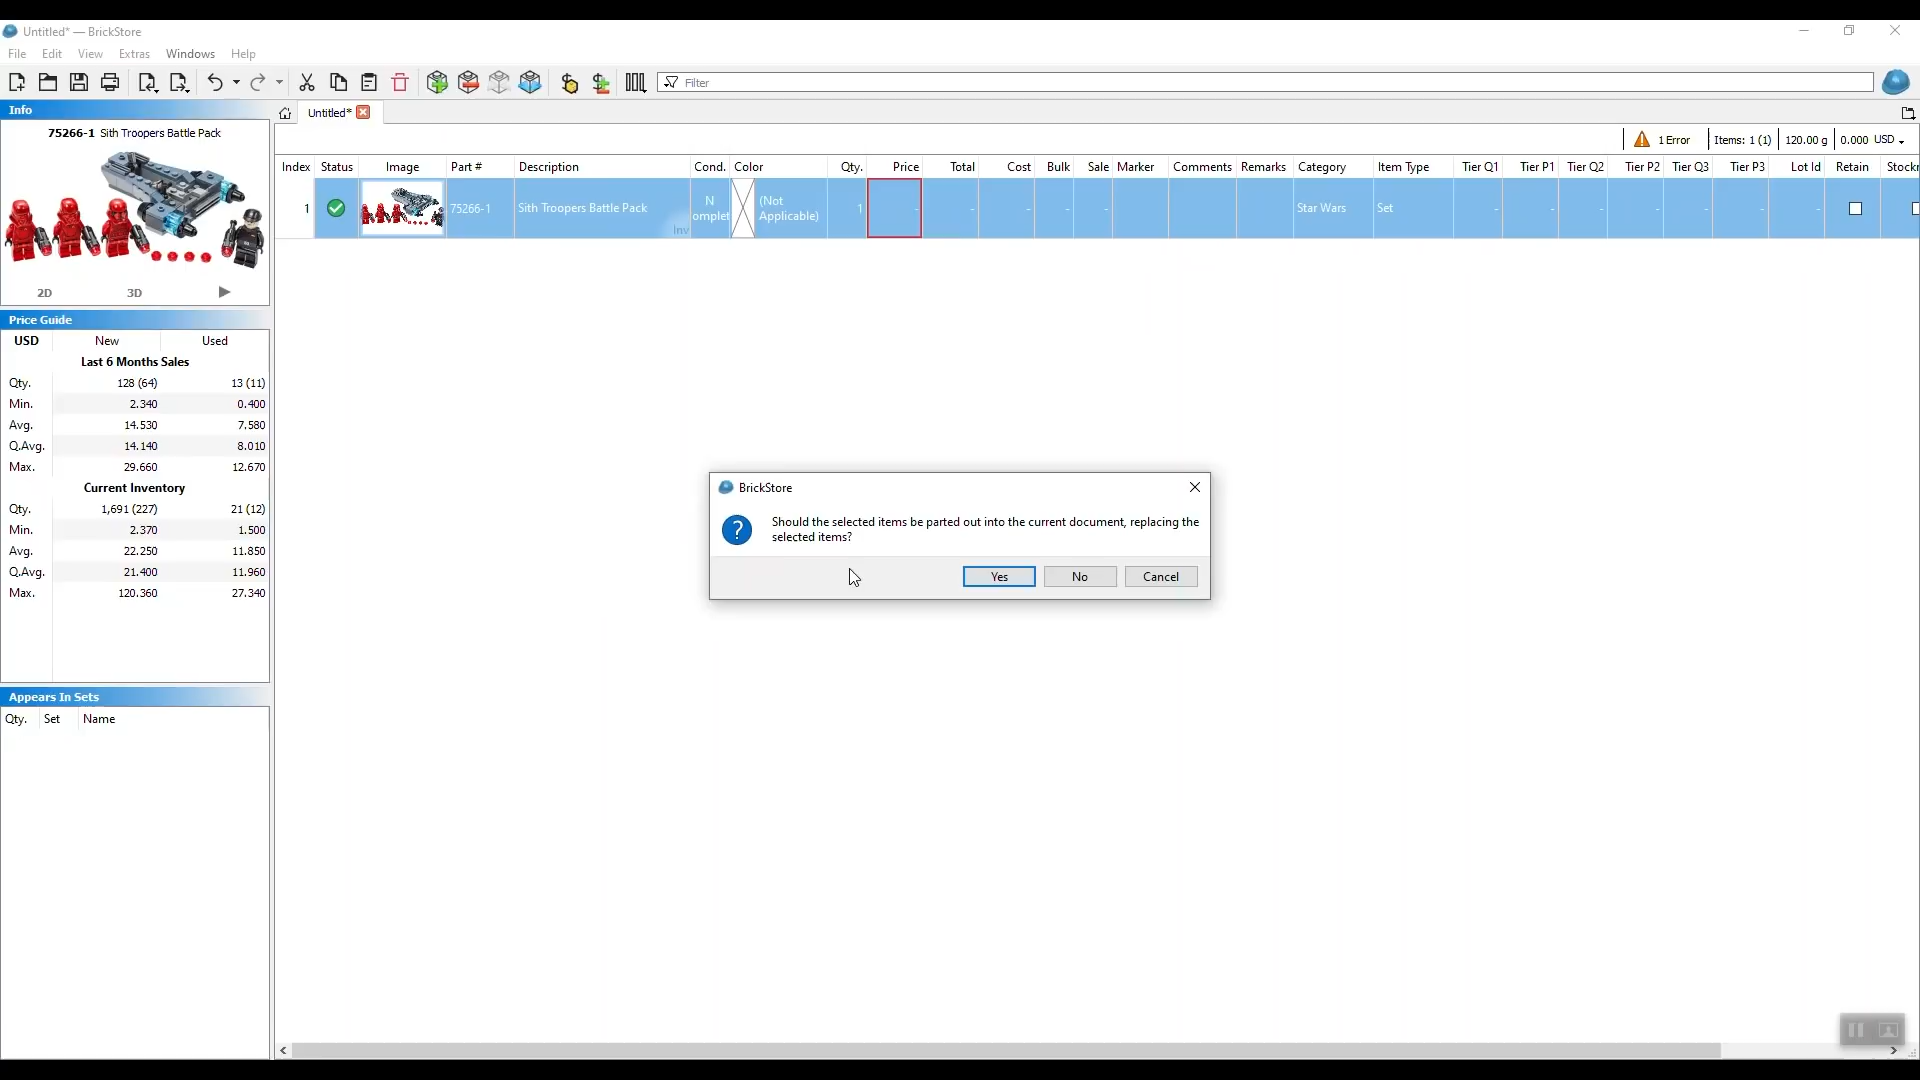 Untitled* — BrickStore
File Edit View Extras Windows Help
Filter
Info
Untitled*
75266-1 Sith Troopers Battle Pack
1 Error Items: 1 (1) 120.00 g 0.000 USD
Index Status Image Part # Description Cond. Color Qty. Price Total Cost Bulk Sale Marker Comments Remarks Category Item Type Tier Q1 Tier P1 Tier Q2 Tier P2 Tier Q3 Tier P3 Lot Id Retain Stockr
1 75266-1 Sith Troopers Battle Pack Inv N omplet (Not Applicable) 1 - - - - - Star Wars Set - - - - - - -
2D 3D
Price Guide
USD New Used
Last 6 Months Sales
Qty. 128 (64) 13 (11)
Min. 2.340 0.400
Avg. 14.530 7.580
Q.Avg. 14.140 8.010
Max. 29.660 12.670
Current Inventory
Qty. 1,691 (227) 21 (12)
Min. 2.370 1.500
Avg. 22.250 11.850
Q.Avg. 21.400 11.960
Max. 120.360 27.340
BrickStore
Should the selected items be parted out into the current document, replacing the
selected items?
Yes No Cancel
Appears In Sets
Qty. Set Name